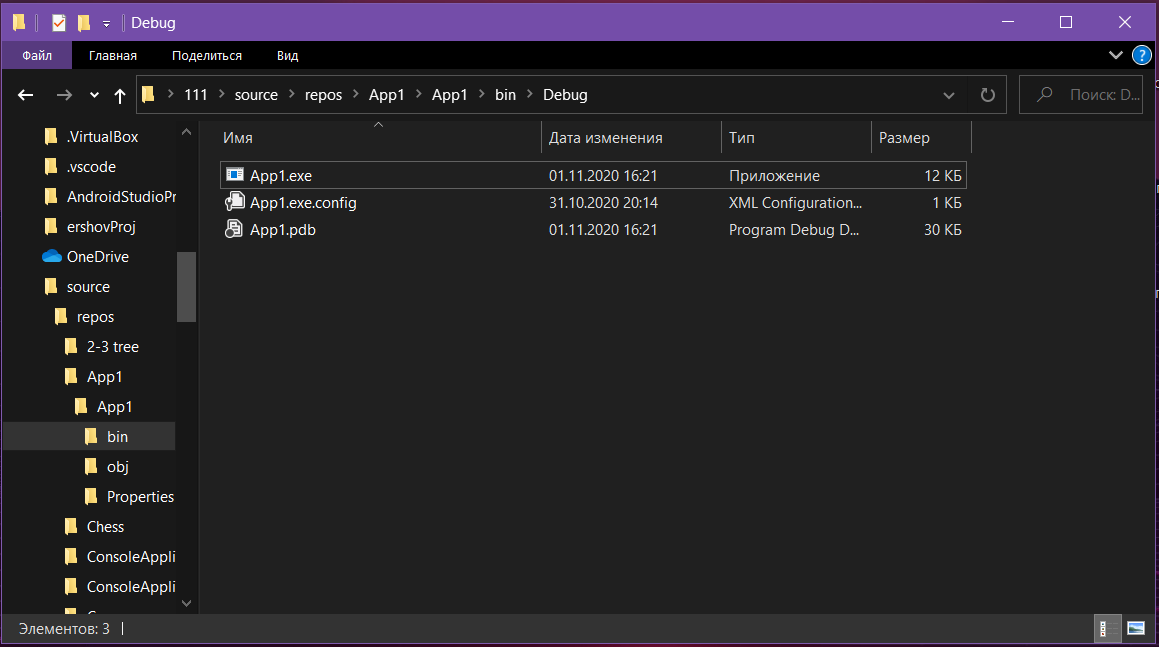 Debug
Файл Главная Поделиться Вид ?
111 source repos App1 App1 bin Debug Поиск: D...
Имя Дата изменения Тип Размер
.VirtualBox
.vscode
AndroidStudioPr
ershovProj
OneDrive
source
repos
2-3 tree
App1
App1
bin
obj
Properties
Chess
ConsoleAppli
ConsoleAppli
App1.exe 01.11.2020 16:21 Приложение 12 КБ
App1.exe.config 31.10.2020 20:14 XML Configuration... 1 КБ
App1.pdb 01.11.2020 16:21 Program Debug D... 30 КБ
Элементов: 3